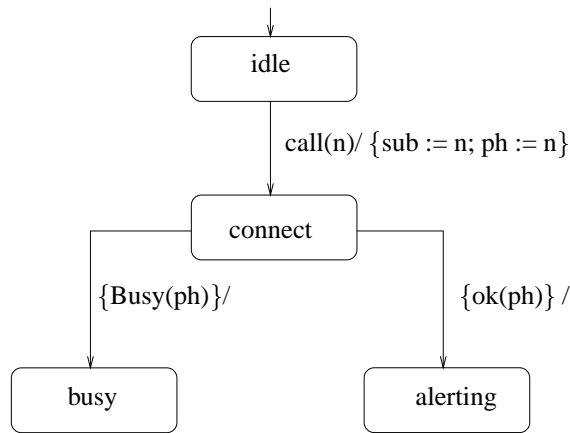 idle
call(n)/ {sub := n; ph := n}
connect
{Busy(ph)}/
{ok(ph)} /
busy
alerting